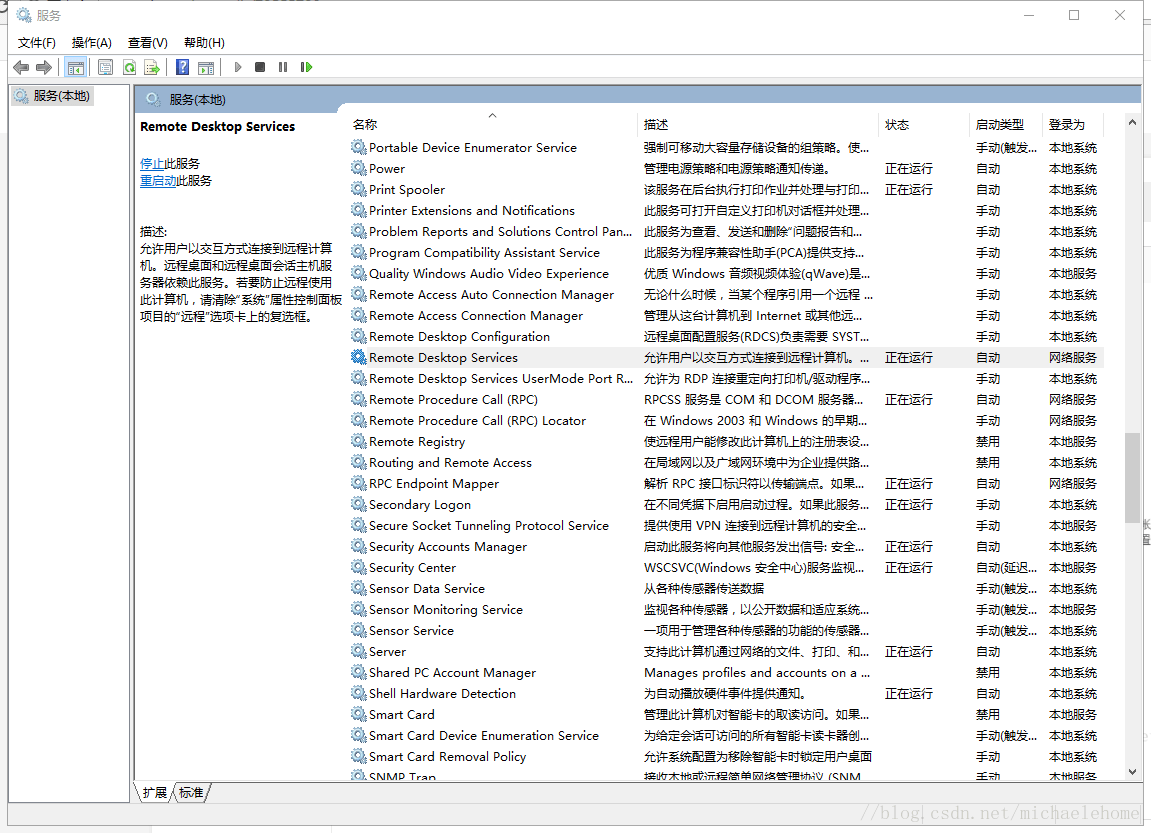 服务
文件(F) 操作(A) 查看(V) 帮助(H)
服务(本地)
服务(本地)
Remote Desktop Services
停止此服务
重启动此服务
描述:
允许用户以交互方式连接到远程计算
机。远程桌面和远程桌面会话主机服
务器依赖此服务。若要防止远程使用
此计算机，请清除"系统"属性控制面板
项目的"远程"选项卡上的复选框。
名称 描述 状态 启动类型 登录为
Portable Device Enumerator Service 强制可移动大容量存储设备的组策略。使... 手动(触发... 本地系统
Power 管理电源策略和电源策略通知传递。 正在运行 自动 本地系统
Print Spooler 该服务在后台执行打印作业并处理与打印... 正在运行 自动 本地系统
Printer Extensions and Notifications 此服务可打开自定义打印机对话框并处理... 手动 本地系统
Problem Reports and Solutions Control Pan... 此服务为查看、发送和删除"问题报告和... 手动 本地系统
Program Compatibility Assistant Service 此服务为程序兼容性助手(PCA)提供支持... 手动 本地系统
Quality Windows Audio Video Experience 优质 Windows 音频视频体验(qWave)是... 手动 本地服务
Remote Access Auto Connection Manager 无论什么时候，当某个程序引用一个远程 ... 手动 本地系统
Remote Access Connection Manager 管理从这台计算机到 Internet 或其他远... 手动 本地系统
Remote Desktop Configuration 远程桌面配置服务(RDCS)负责需要 SYST... 手动 本地系统
Remote Desktop Services 允许用户以交互方式连接到远程计算机。... 正在运行 自动 网络服务
Remote Desktop Services UserMode Port R... 允许为 RDP 连接重定向打印机/驱动程序... 手动 本地系统
Remote Procedure Call (RPC) RPCSS 服务是 COM 和 DCOM 服务器... 正在运行 自动 网络服务
Remote Procedure Call (RPC) Locator 在 Windows 2003 和 Windows 的早期... 手动 网络服务
Remote Registry 使远程用户能修改此计算机上的注册表设... 禁用 本地服务
Routing and Remote Access 在局域网以及广域网环境中为企业提供路... 禁用 本地系统
RPC Endpoint Mapper 解析 RPC 接口标识符以传输端点。如果... 正在运行 自动 网络服务
Secondary Logon 在不同凭据下启用启动过程。如果此服务... 正在运行 手动 本地系统
Secure Socket Tunneling Protocol Service 提供使用 VPN 连接到远程计算机的安全... 手动 本地服务
Security Accounts Manager 启动此服务将向其他服务发出信号: 安全... 正在运行 自动 本地系统
Security Center WSCSVC(Windows 安全中心)服务监视... 正在运行 自动(延迟... 本地服务
Sensor Data Service 从各种传感器传送数据 手动(触发... 本地系统
Sensor Monitoring Service 监视各种传感器，以公开数据和适应系统... 手动(触发... 本地服务
Sensor Service 一项用于管理各种传感器的功能的传感器... 手动(触发... 本地系统
Server 支持此计算机通过网络的文件、打印、和... 正在运行 自动 本地系统
Shared PC Account Manager Manages profiles and accounts on a ... 禁用 本地系统
Shell Hardware Detection 为自动播放硬件事件提供通知。 正在运行 自动 本地系统
Smart Card 管理此计算机对智能卡的取读访问。如果... 禁用 本地服务
Smart Card Device Enumeration Service 为给定会话可访问的所有智能卡读卡器创... 手动(触发... 本地系统
Smart Card Removal Policy 允许系统配置为移除智能卡时锁定用户桌面 手动 本地系统
SNMP Trap 接收本地或远程简单网络管理协议 (SNM... 手动 本地服务
扩展 标准
//blog.csdn.net/michaelehome